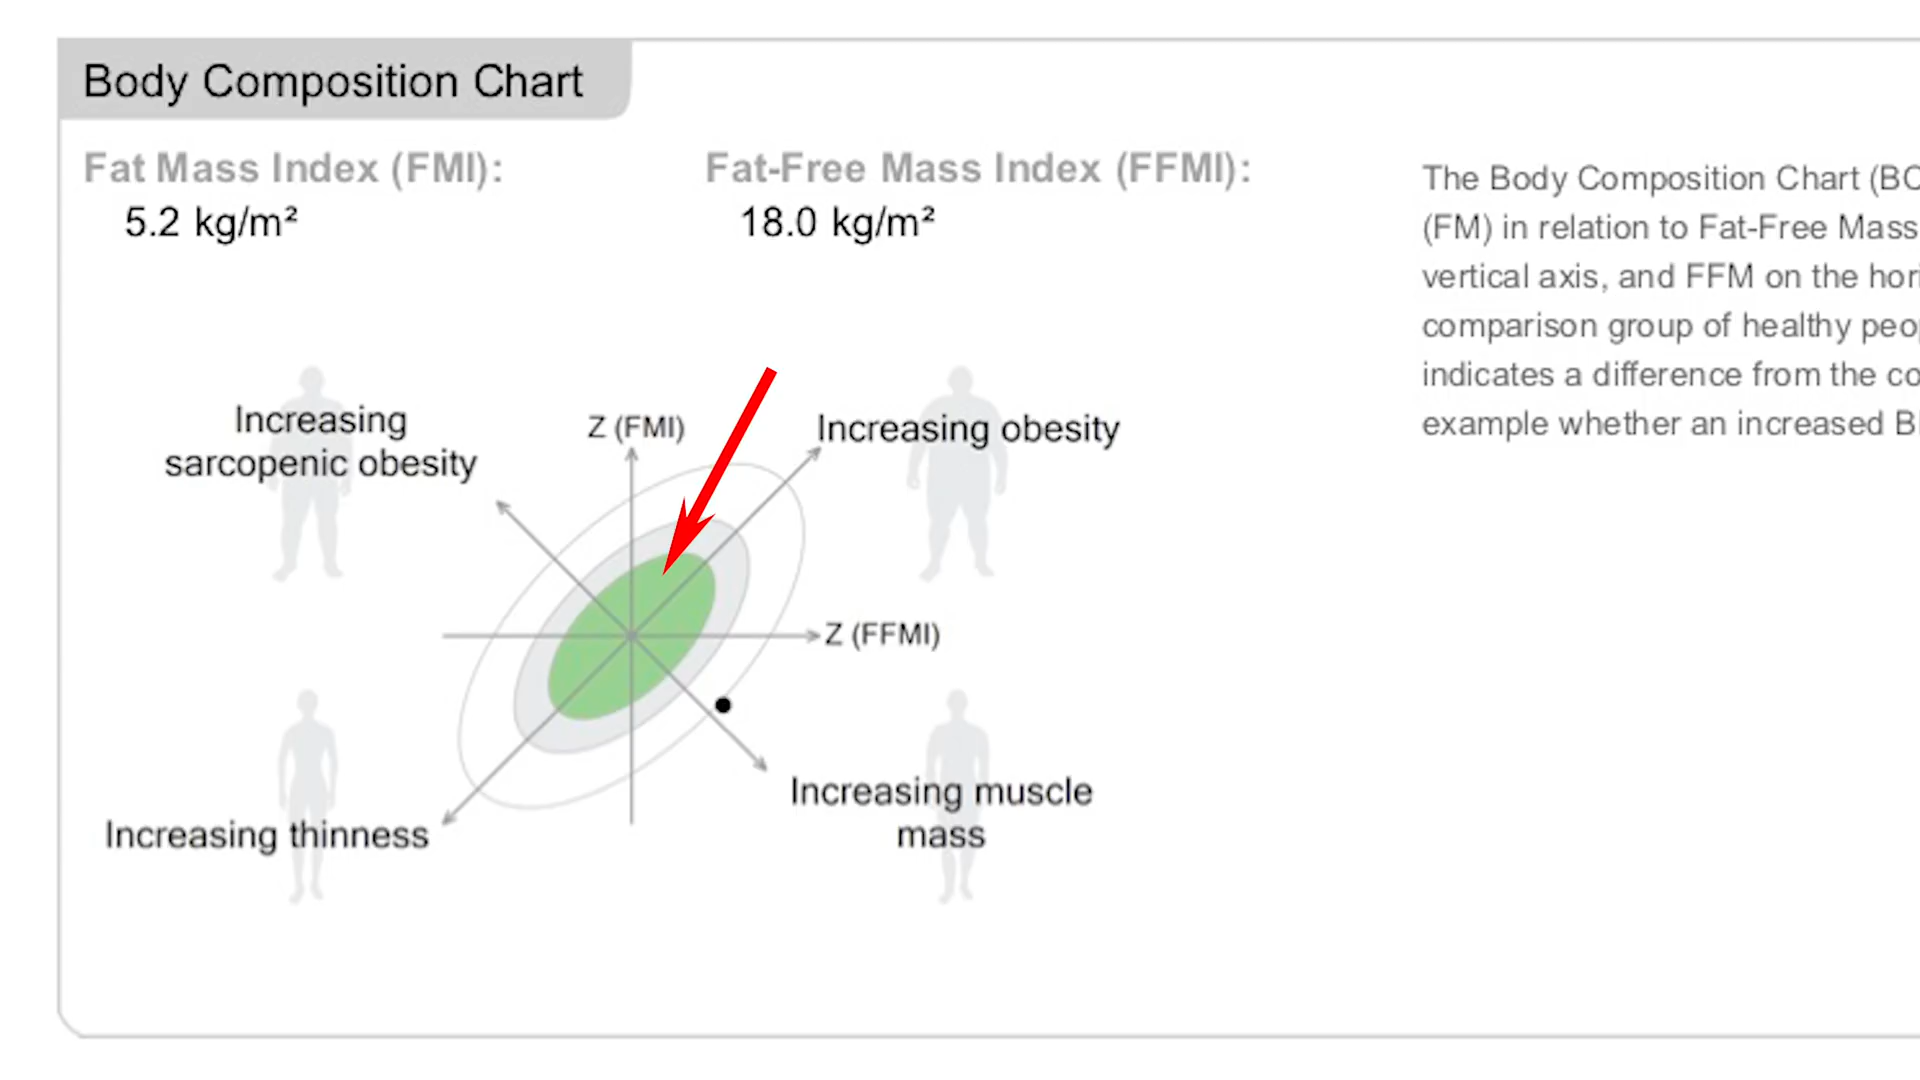 Body Composition Chart
Fat Mass Index (FMI):
5.2 kg/m²
Fat-Free Mass Index (FFMI):
18.0 kg/m²
The Body Composition Chart (BC
(FM) in relation to Fat-Free Mass
vertical axis, and FFM on the hori
comparison group of healthy peo
indicates a difference from the co
example whether an increased B
Increasing
sarcopenic obesity
Z (FMI)
Increasing obesity
Z (FFMI)
Increasing thinness
Increasing muscle
mass